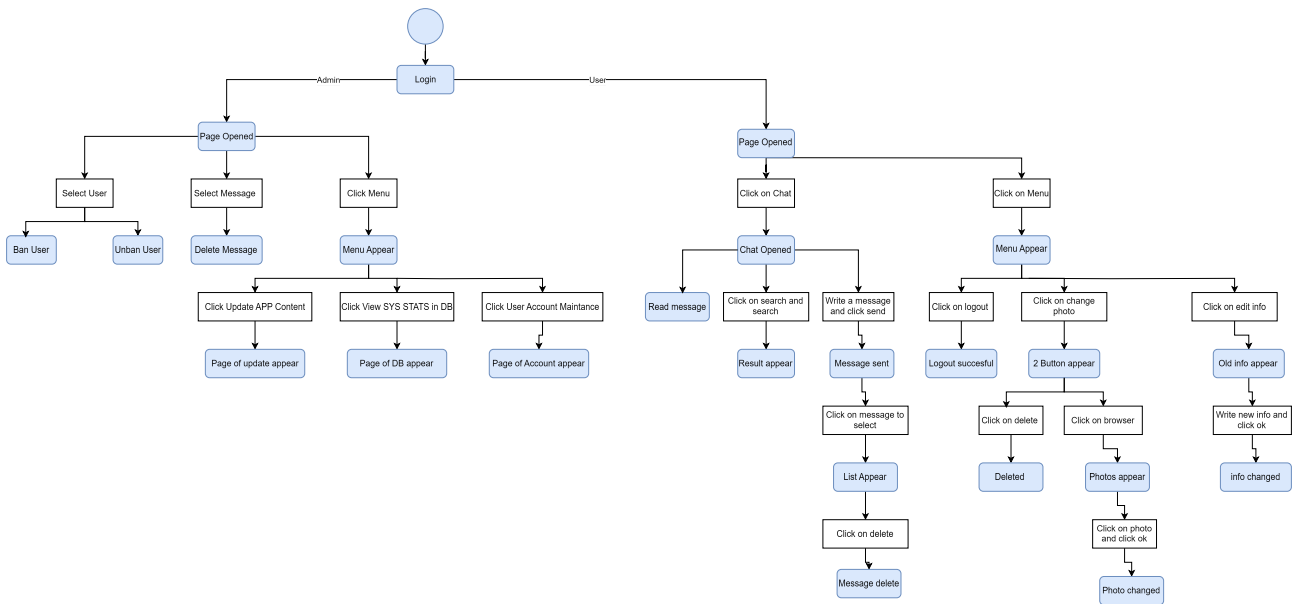 Login
Admin
User
Page Opened
Page Opened
Select User
Select Message
Click Menu
Click on Chat
Click on Menu
Ban User
Unban User
Delete Message
Menu Appear
Chat Opened
Menu Appear
Click Update APP Content
Click View SYS STATS in DB
Click User Account Maintance
Read message
Click on search and
search
Write a message
and click send
Click on logout
Click on change
photo
Click on edit info
Page of update appear
Page of DB appear
Page of Account appear
Result appear
Message sent
Logout succesful
2 Button appear
Old info appear
Click on message to
select
Click on delete
Click on browser
Write new info and
click ok
List Appear
Deleted
Photos appear
info changed
Click on delete
Click on photo
and click ok
Message delete
Photo changed